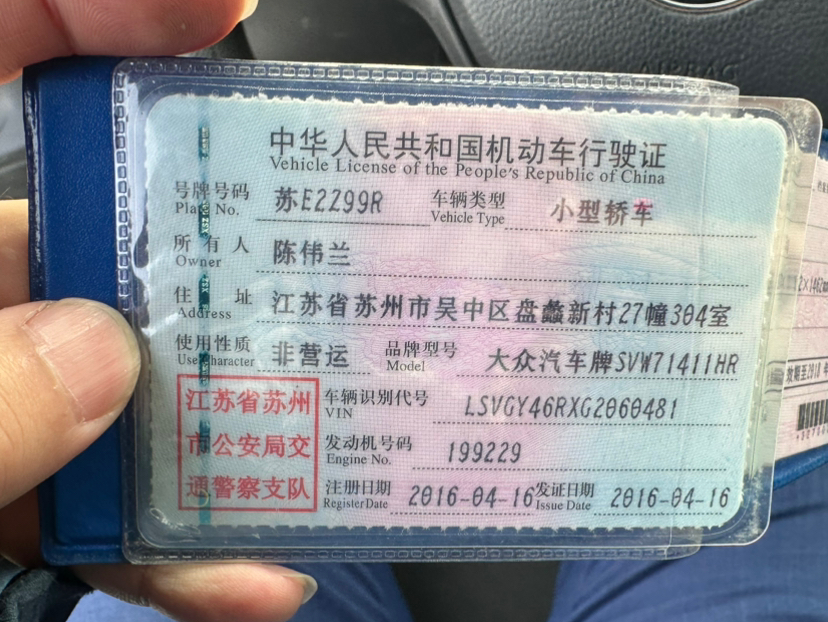 AIRBAG
中华人民共和国机动车行驶证
Vehicle License of the People's Republic of China
号牌号码 苏E2Z99R 车辆类型 小型轿车
Plate No. Vehicle Type
所有人 陈伟兰
Owner
住址 江苏省苏州市吴中区盘蠡新村27幢304室
Address
使用性质 非营运 品牌型号 大众汽车牌SVW71411HR
Use Character Model
江苏省苏州
市公安局交
通警察支队
车辆识别代号 LSVGY46RXG2060481
VIN
发动机号码 199229
Engine No.
注册日期 2016-04-16 发证日期 2016-04-16
Register Date Issue Date